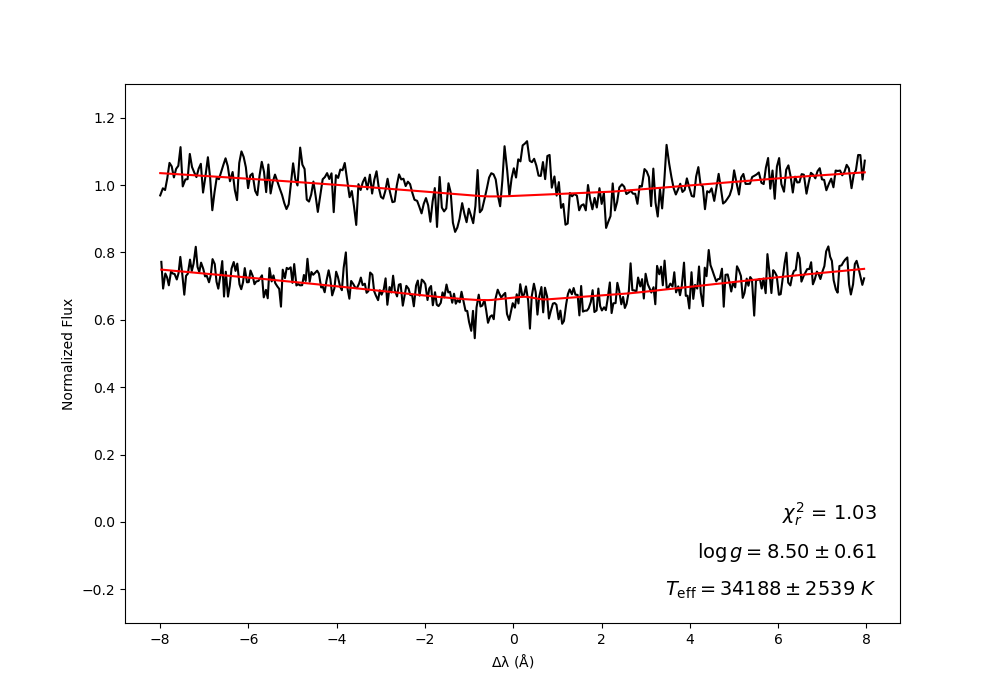 1.2
1.0
0.8
0.6
0.4
0.2
0.0
−0.2
Normalized Flux
χ²ᵣ = 1.03
log g = 8.50 ± 0.61
T_eff = 34188 ± 2539 K
−8 −6 −4 −2 0 2 4 6 8
Δλ (Å)